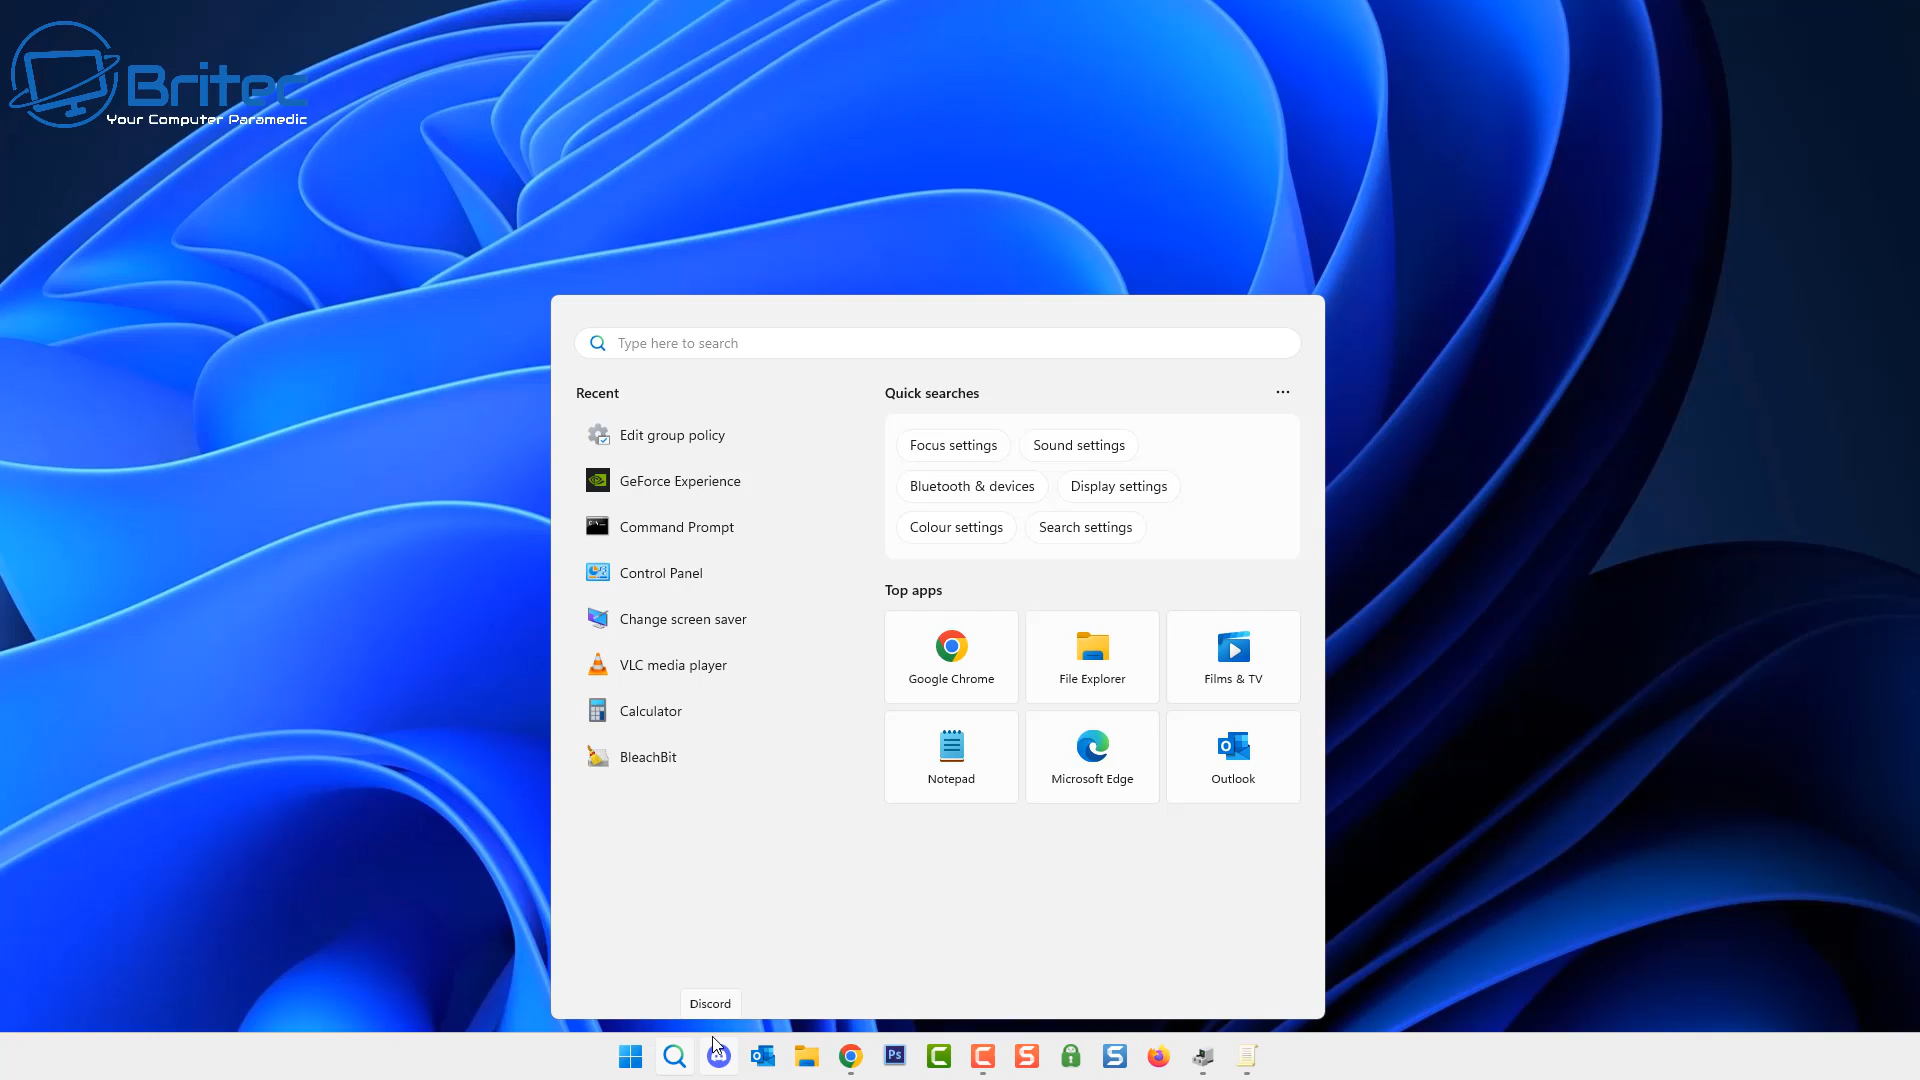 Britec
Your Computer Paramedic
Type here to search
Recent
Edit group policy
GeForce Experience
Command Prompt
Control Panel
Change screen saver
VLC media player
Calculator
BleachBit
Quick searches
Focus settings
Sound settings
Bluetooth & devices
Display settings
Colour settings
Search settings
Top apps
Google Chrome
File Explorer
Films & TV
Notepad
Microsoft Edge
Outlook
Discord